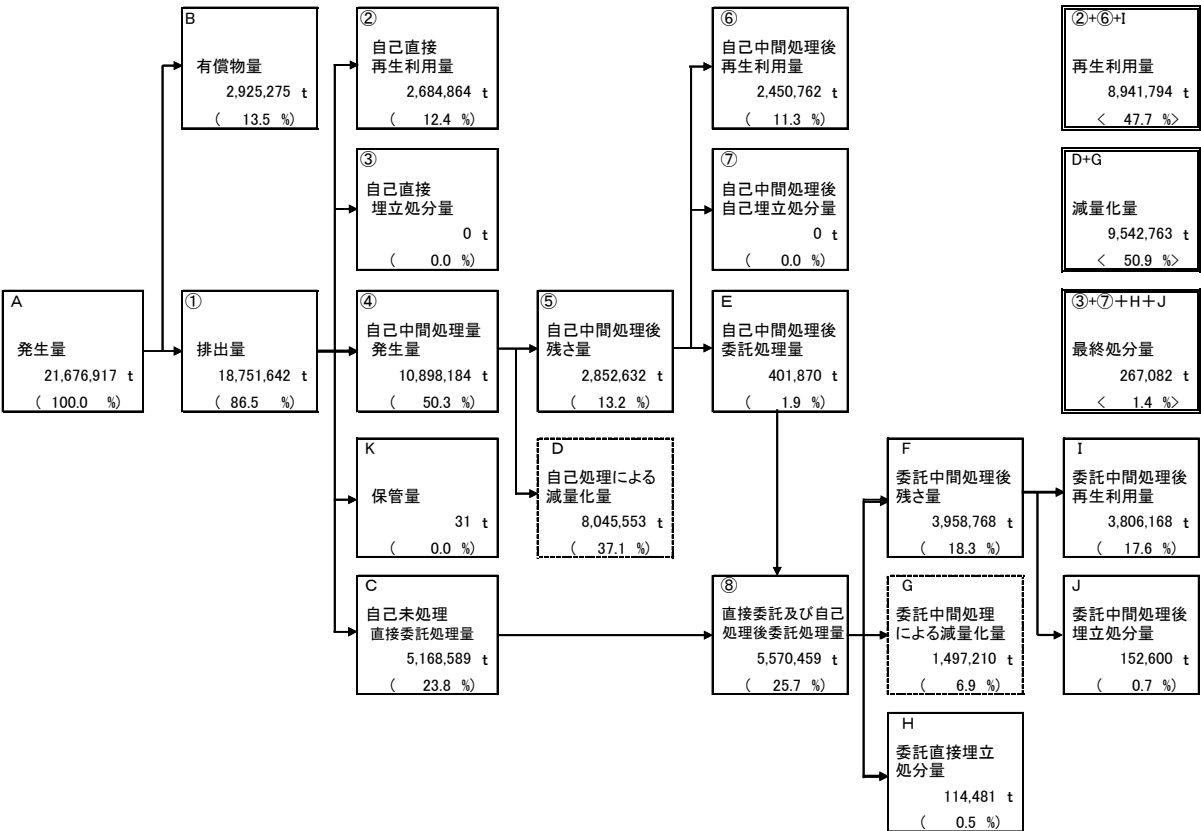 B
有償物量
2,925,275 t
( 13.5 %)
②
自己直接
再生利用量
2,684,864 t
( 12.4 %)
⑥
自己中間処理後
再生利用量
2,450,762 t
( 11.3 %)
②+⑥+I
再生利用量
8,941,794 t
< 47.7 %>
③
自己直接
埋立処分量
0 t
( 0.0 %)
⑦
自己中間処理後
自己埋立処分量
0 t
( 0.0 %)
D+G
減量化量
9,542,763 t
< 50.9 %>
A
発生量
21,676,917 t
( 100.0 %)
①
排出量
18,751,642 t
( 86.5 %)
④
自己中間処理量
発生量
10,898,184 t
( 50.3 %)
⑤
自己中間処理後
残さ量
2,852,632 t
( 13.2 %)
E
自己中間処理後
委託処理量
401,870 t
( 1.9 %)
③+⑦+H+J
最終処分量
267,082 t
< 1.4 %>
K
保管量
31 t
( 0.0 %)
D
自己処理による
減量化量
8,045,553 t
( 37.1 %)
F
委託中間処理後
残さ量
3,958,768 t
( 18.3 %)
I
委託中間処理後
再生利用量
3,806,168 t
( 17.6 %)
C
自己未処理
直接委託処理量
5,168,589 t
( 23.8 %)
⑧
直接委託及び自己
処理後委託処理量
5,570,459 t
( 25.7 %)
G
委託中間処理
による減量化量
1,497,210 t
( 6.9 %)
J
委託中間処理後
埋立処分量
152,600 t
( 0.7 %)
H
委託直接埋立
処分量
114,481 t
( 0.5 %)